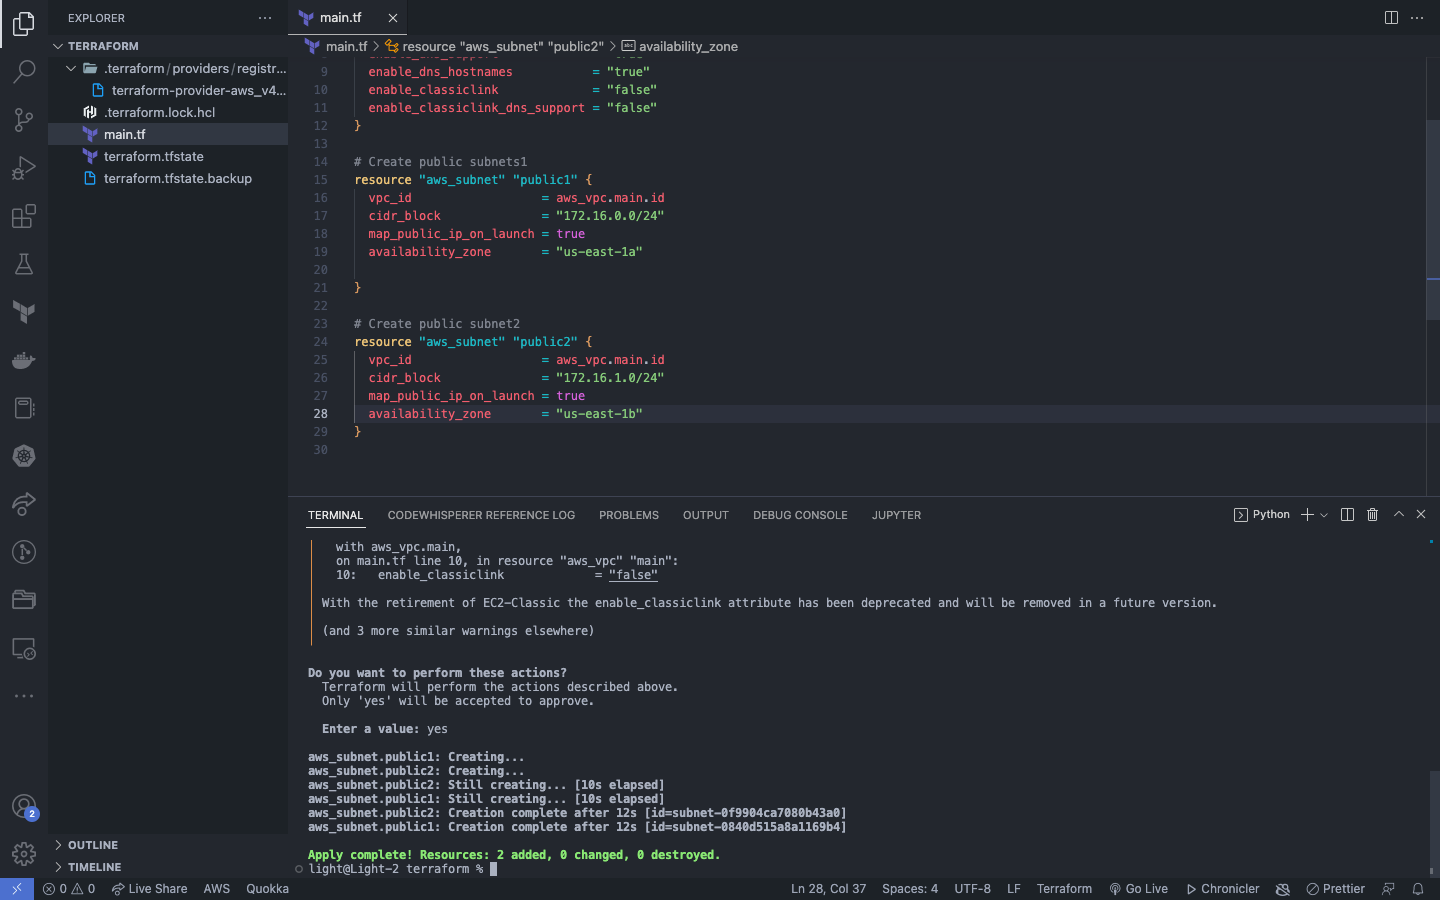 EXPLORER
TERRAFORM
.terraform/providers/registr...
terraform-provider-aws_v4...
.terraform.lock.hcl
main.tf
terraform.tfstate
terraform.tfstate.backup
OUTLINE
TIMELINE
main.tf
main.tf > resource "aws_subnet" "public2" > availability_zone
9 enable_dns_hostnames = "true"
10 enable_classiclink = "false"
11 enable_classiclink_dns_support = "false"
12 }
13
14 # Create public subnets1
15 resource "aws_subnet" "public1" {
16 vpc_id = aws_vpc.main.id
17 cidr_block = "172.16.0.0/24"
18 map_public_ip_on_launch = true
19 availability_zone = "us-east-1a"
20
21 }
22
23 # Create public subnet2
24 resource "aws_subnet" "public2" {
25 vpc_id = aws_vpc.main.id
26 cidr_block = "172.16.1.0/24"
27 map_public_ip_on_launch = true
28 availability_zone = "us-east-1b"
29 }
30
TERMINAL CODEWHISPERER REFERENCE LOG PROBLEMS OUTPUT DEBUG CONSOLE JUPYTER Python
with aws_vpc.main,
on main.tf line 10, in resource "aws_vpc" "main":
10: enable_classiclink = "false"
With the retirement of EC2-Classic the enable_classiclink attribute has been deprecated and will be removed in a future version.
(and 3 more similar warnings elsewhere)
Do you want to perform these actions?
Terraform will perform the actions described above.
Only 'yes' will be accepted to approve.
Enter a value: yes
aws_subnet.public1: Creating...
aws_subnet.public2: Creating...
aws_subnet.public2: Still creating... [10s elapsed]
aws_subnet.public1: Still creating... [10s elapsed]
aws_subnet.public2: Creation complete after 12s [id=subnet-0f9904ca7080b43a0]
aws_subnet.public1: Creation complete after 12s [id=subnet-0840d515a8a1169b4]
Apply complete! Resources: 2 added, 0 changed, 0 destroyed.
light@Light-2 terraform %
2
0 0 Live Share AWS Quokka Ln 28, Col 37 Spaces: 4 UTF-8 LF Terraform Go Live Chronicler Prettier